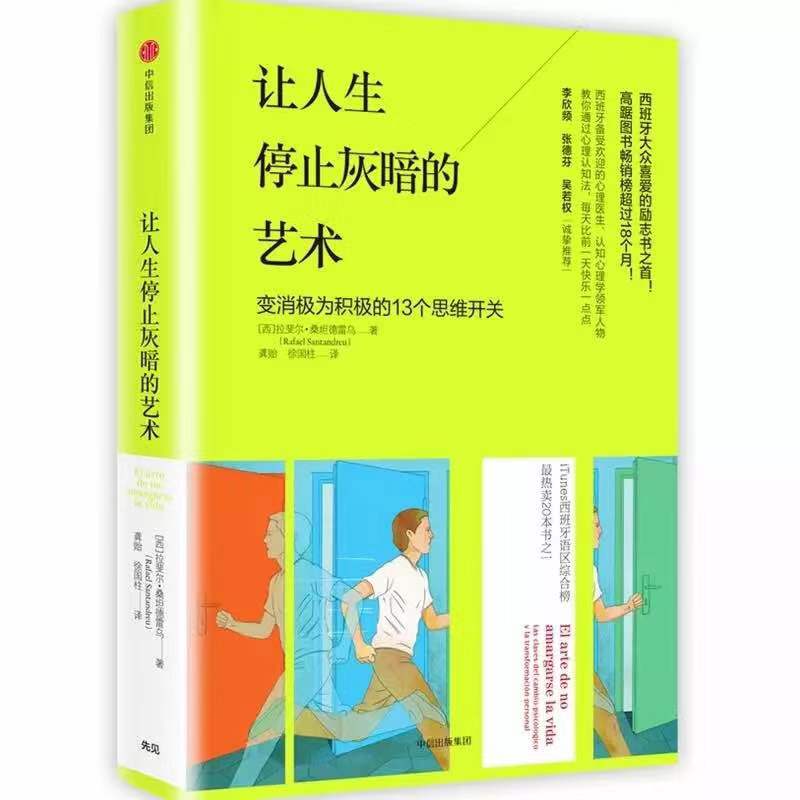 中信出版集团
让人生停止灰暗的艺术
El arte
de no
amargarse
la vida
[西]拉斐尔·桑坦德雷乌 著
(Rafael Santandreu)
龚贻 徐国柱 译
先见
让人生
停止灰暗的
艺术
变消极为积极的13个思维开关
[西]拉斐尔·桑坦德雷乌——著
(Rafael Santandreu)
龚贻 徐国柱——译
西班牙大众喜爱的励志书之首！
高踞图书畅销榜超过18个月！
西班牙备受欢迎的心理医生、认知心理学领军人物
教你通过心理认知法，每天比前一天快乐一点点
李欣频 张德芬 吴若权|诚挚推荐|
iTunes西班牙语区综合榜
最热卖20本书之一
El arte de no
amargarse la vida
Las claves del cambio psicológico
y la transformación personal
中信出版集团